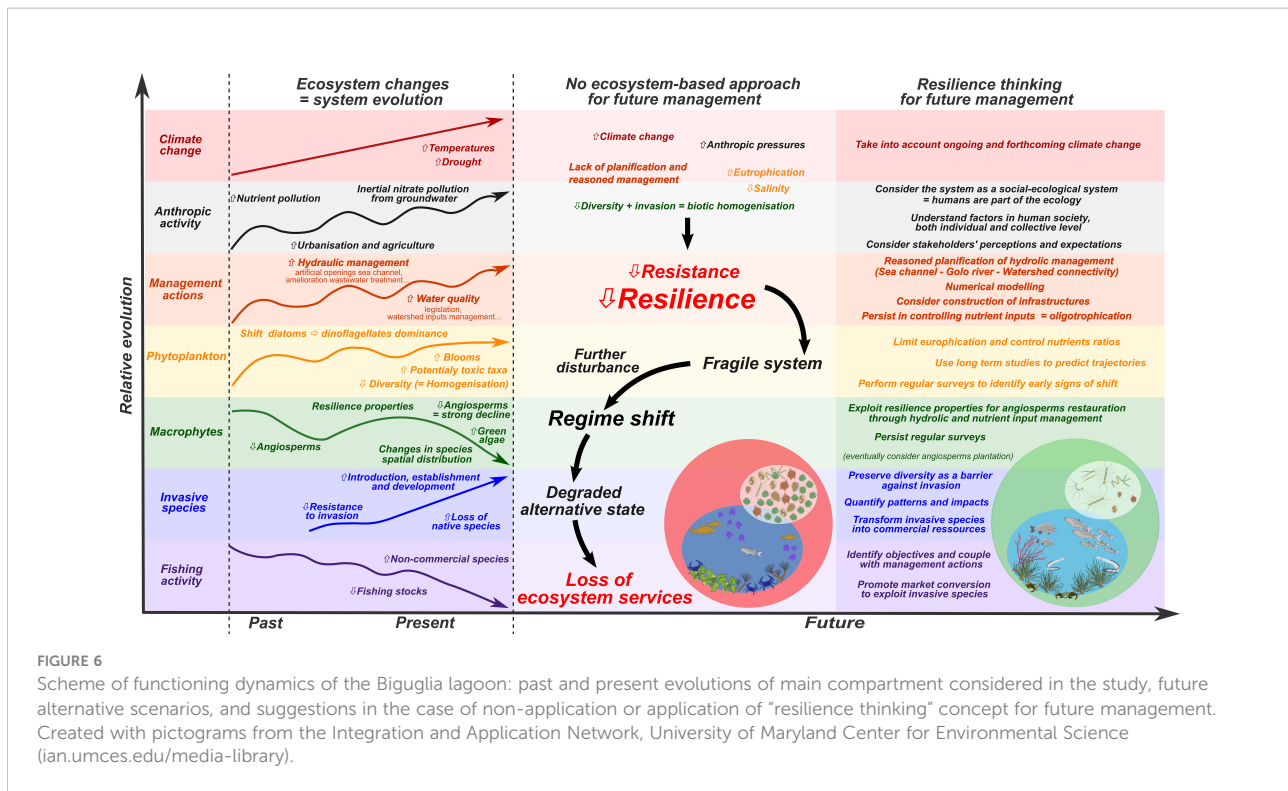 Ecosystem changes
= system evolution
No ecosystem-based approach
for future management
Resilience thinking
for future management
Relative evolution
Climate
change
⇧Temperatures
⇧Drought
⇧Climate change
⇧Anthropic pressures
Lack of planification and
reasoned management
⇧Eutrophication
⇩Salinity
⇩Diversity + invasion = biotic homogenisation
Take into account ongoing and forthcoming climate change
Anthropic
activity
⇧Nutrient pollution
Inertial nitrate pollution
from groundwater
⇧Urbanisation and agriculture
Consider the system as a social-ecological system
= humans are part of the ecology
Understand factors in human society,
both individual and collective level
Consider stakeholders' perceptions and expectations
Management
actions
⇧ Hydraulic management
artificial openings sea channel,
amelioration wastewater treatment...
⇧ Water quality
legislation,
watershed inputs management...
⇩Resistance
⇩Resilience
Reasoned planification of hydrolic management
(Sea channel - Golo river - Watershed connectivity)
Numerical modelling
Consider construction of infrastructures
Persist in controlling nutrient inputs = oligotrophication
Phytoplankton
Shift diatoms ⇨ dinoflagellates dominance
⇧ Blooms
⇧ Potentialy toxic taxa
⇩ Diversity (= Homogenisation)
Further
disturbance
Fragile system
Limit europhication and control nutrients ratios
Use long term studies to predict trajectories
Perform regular surveys to identify early signs of shift
Macrophytes
Resilience properties
⇩Angiosperms
= strong decline
⇧Green
algae
⇩Angiosperms
Changes in species
spatial distribution
Regime shift
Exploit resilience properties for angiosperms restauration
through hydrolic and nutrient input management
Persist regular surveys
(eventually consider angiosperms plantation)
Invasive
species
⇧Introduction, establishment
and development
⇩Resistance
to invasion
⇧Loss of
native species
Degraded
alternative state
Preserve diversity as a barrier
against invasion
Quantify patterns and impacts
Transform invasive species
into commercial ressources
Fishing
activity
⇧Non-commercial species
⇩Fishing stocks
Loss of
ecosystem services
Identify objectives and couple
with management actions
Promote market conversion
to exploit invasive species
Past
Present
Future
FIGURE 6
Scheme of functioning dynamics of the Biguglia lagoon: past and present evolutions of main compartment considered in the study, future
alternative scenarios, and suggestions in the case of non-application or application of “resilience thinking” concept for future management.
Created with pictograms from the Integration and Application Network, University of Maryland Center for Environmental Science
(ian.umces.edu/media-library).